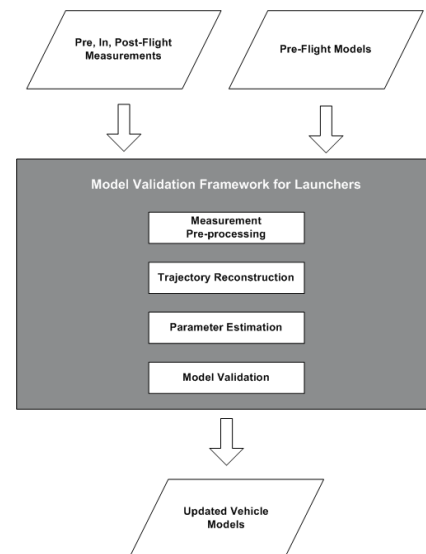 Pre, In, Post-Flight
Measurements
Pre-Flight Models
Model Validation Framework for Launchers
Measurement
Pre-processing
Trajectory Reconstruction
Parameter Estimation
Model Validation
Updated Vehicle
Models